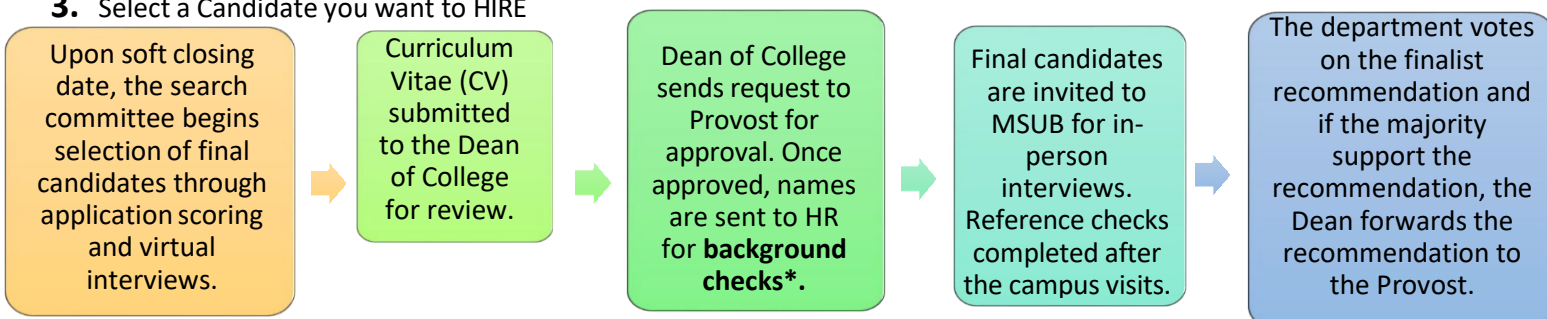 3. Select a Candidate you want to HIRE
Upon soft closing
date, the search
committee begins
selection of final
candidates through
application scoring
and virtual
interviews.
Curriculum
Vitae (CV)
submitted
to the Dean
of College
for review.
Dean of College
sends request to
Provost for
approval. Once
approved, names
are sent to HR
for background
checks*.
Final candidates
are invited to
MSUB for in-
person
interviews.
Reference checks
completed after
the campus visits.
The department votes
on the finalist
recommendation and
if the majority
support the
recommendation, the
Dean forwards the
recommendation to
the Provost.